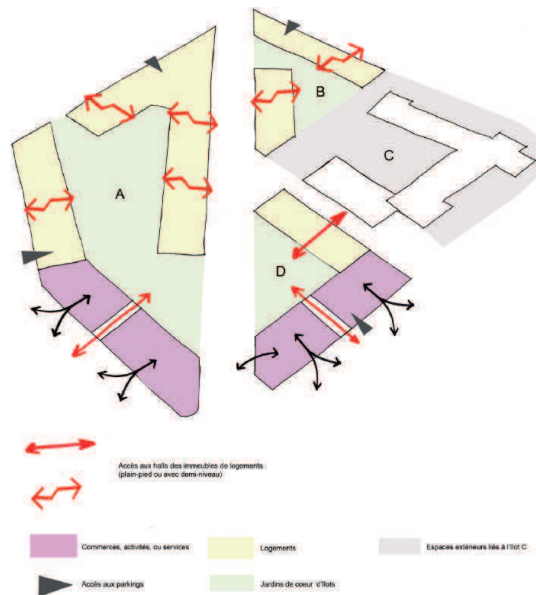 B
C
A
D
Accès aux halls des immeubles de logements
(plain-pied ou avec demi-niveau)
Commerces, activités, ou services
Logements
Espaces extérieurs liés à l'îlot C
Accès aux parkings
Jardins de coeur d'îlots